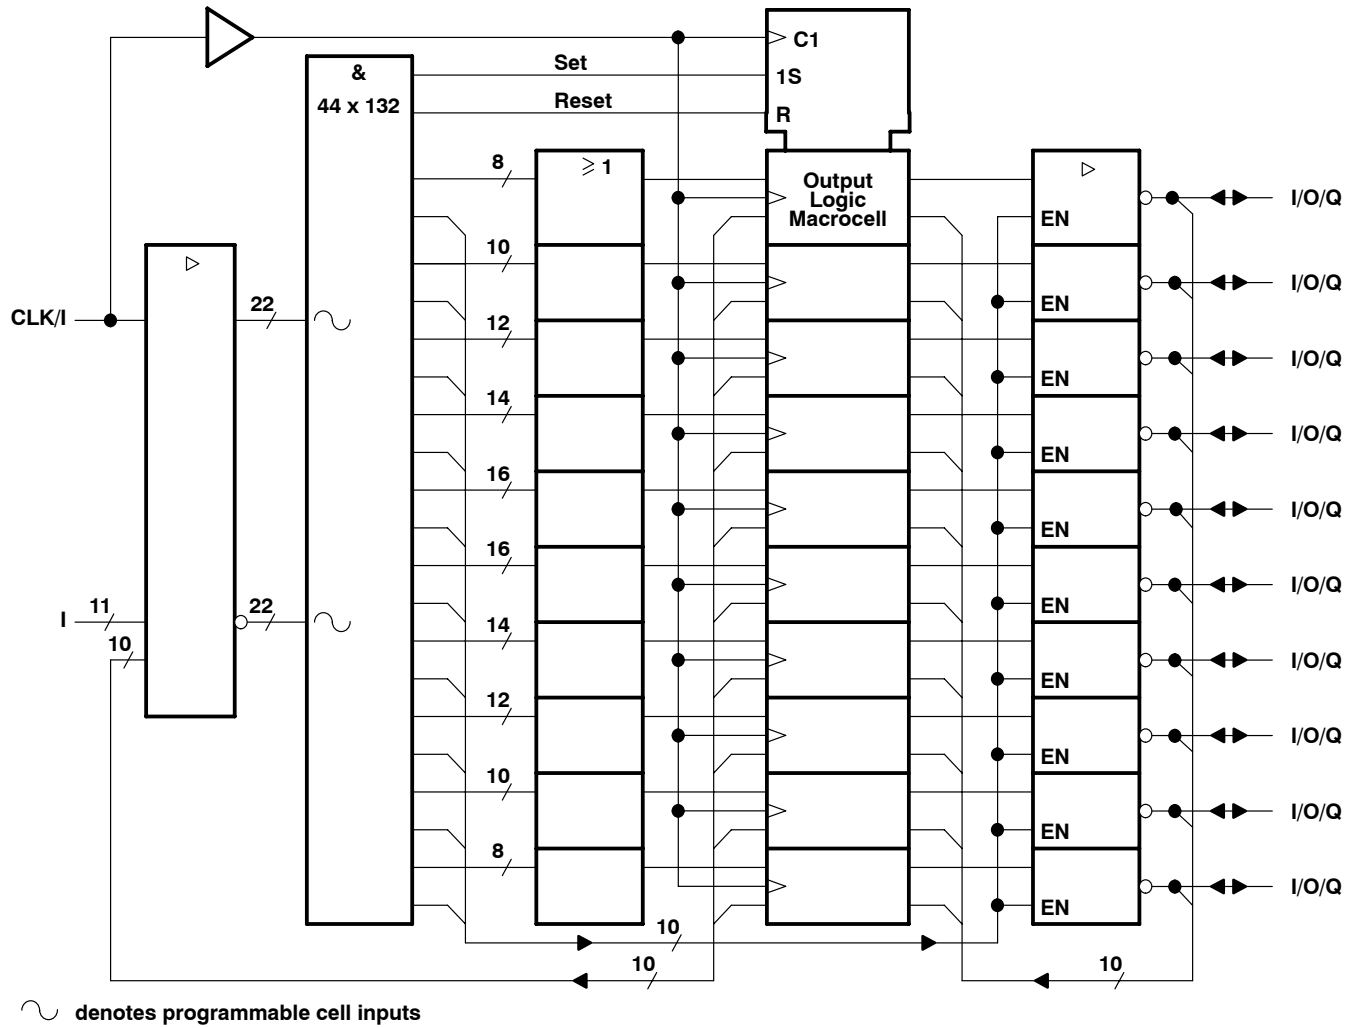 C1
&
Set
1S
44 x 132
Reset
R
8
≥ 1
Output
Logic
Macrocell
I/O/Q
EN
10
I/O/Q
EN
CLK/I
22
12
I/O/Q
EN
14
I/O/Q
EN
16
I/O/Q
EN
16
I/O/Q
EN
I
11
22
14
10
I/O/Q
EN
12
I/O/Q
EN
10
I/O/Q
EN
8
I/O/Q
EN
10
10
10
denotes programmable cell inputs